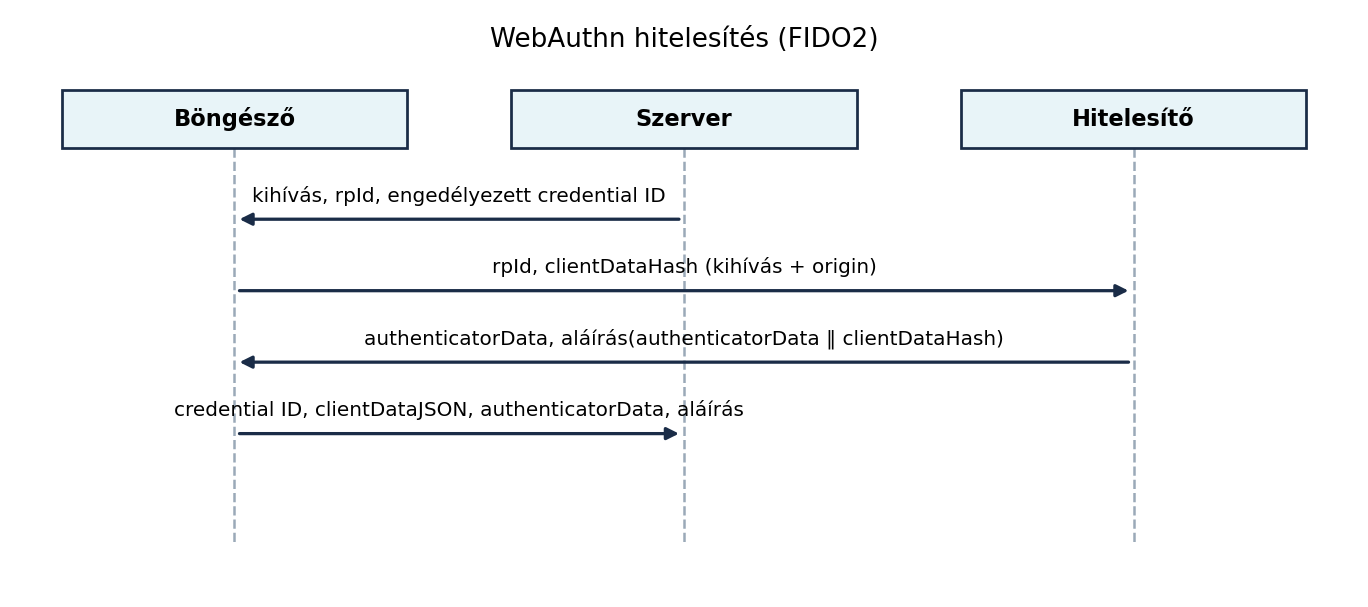 WebAuthn hitelesítés (FIDO2)
Böngésző
Szerver
Hitelesítő
kihívás, rpId, engedélyezett credential ID
rpId, clientDataHash (kihívás + origin)
authenticatorData, aláírás(authenticatorData ‖ clientDataHash)
credential ID, clientDataJSON, authenticatorData, aláírás